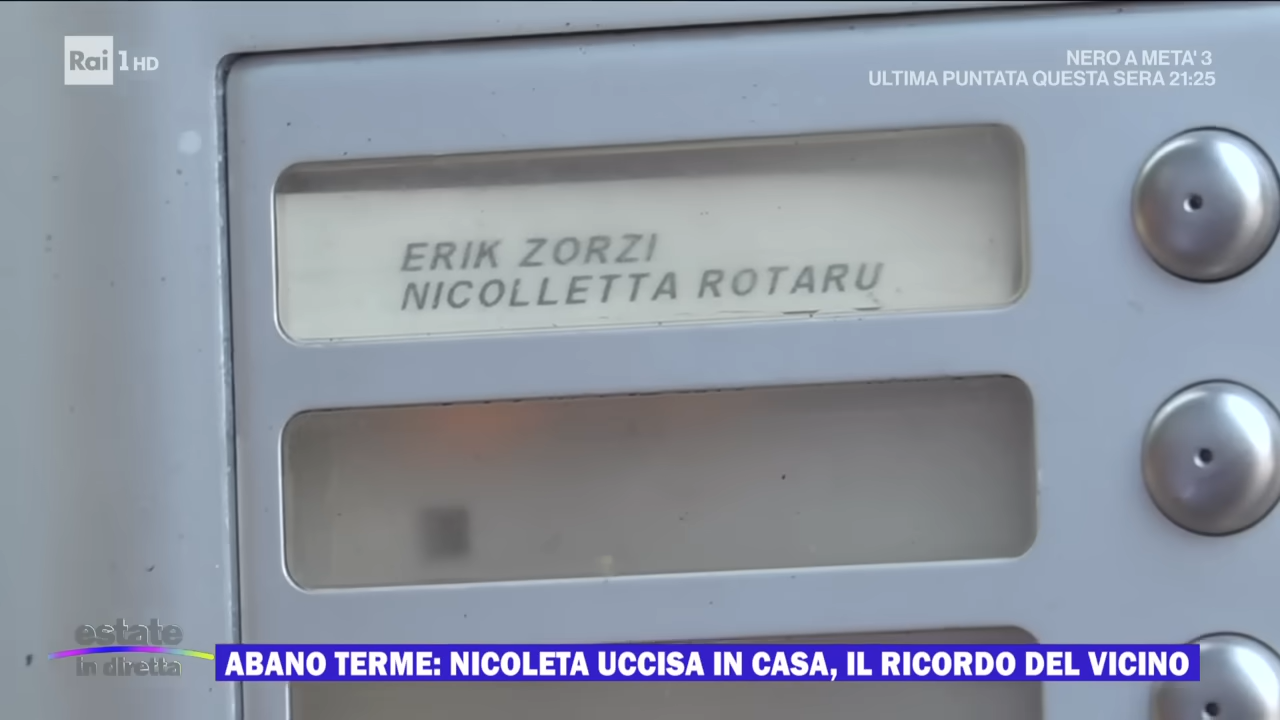 Rai 1 HD
NERO A META' 3
ULTIMA PUNTATA QUESTA SERA 21:25
ERIK ZORZI
NICOLLETTA ROTARU
estate
in diretta
ABANO TERME: NICOLETA UCCISA IN CASA, IL RICORDO DEL VICINO